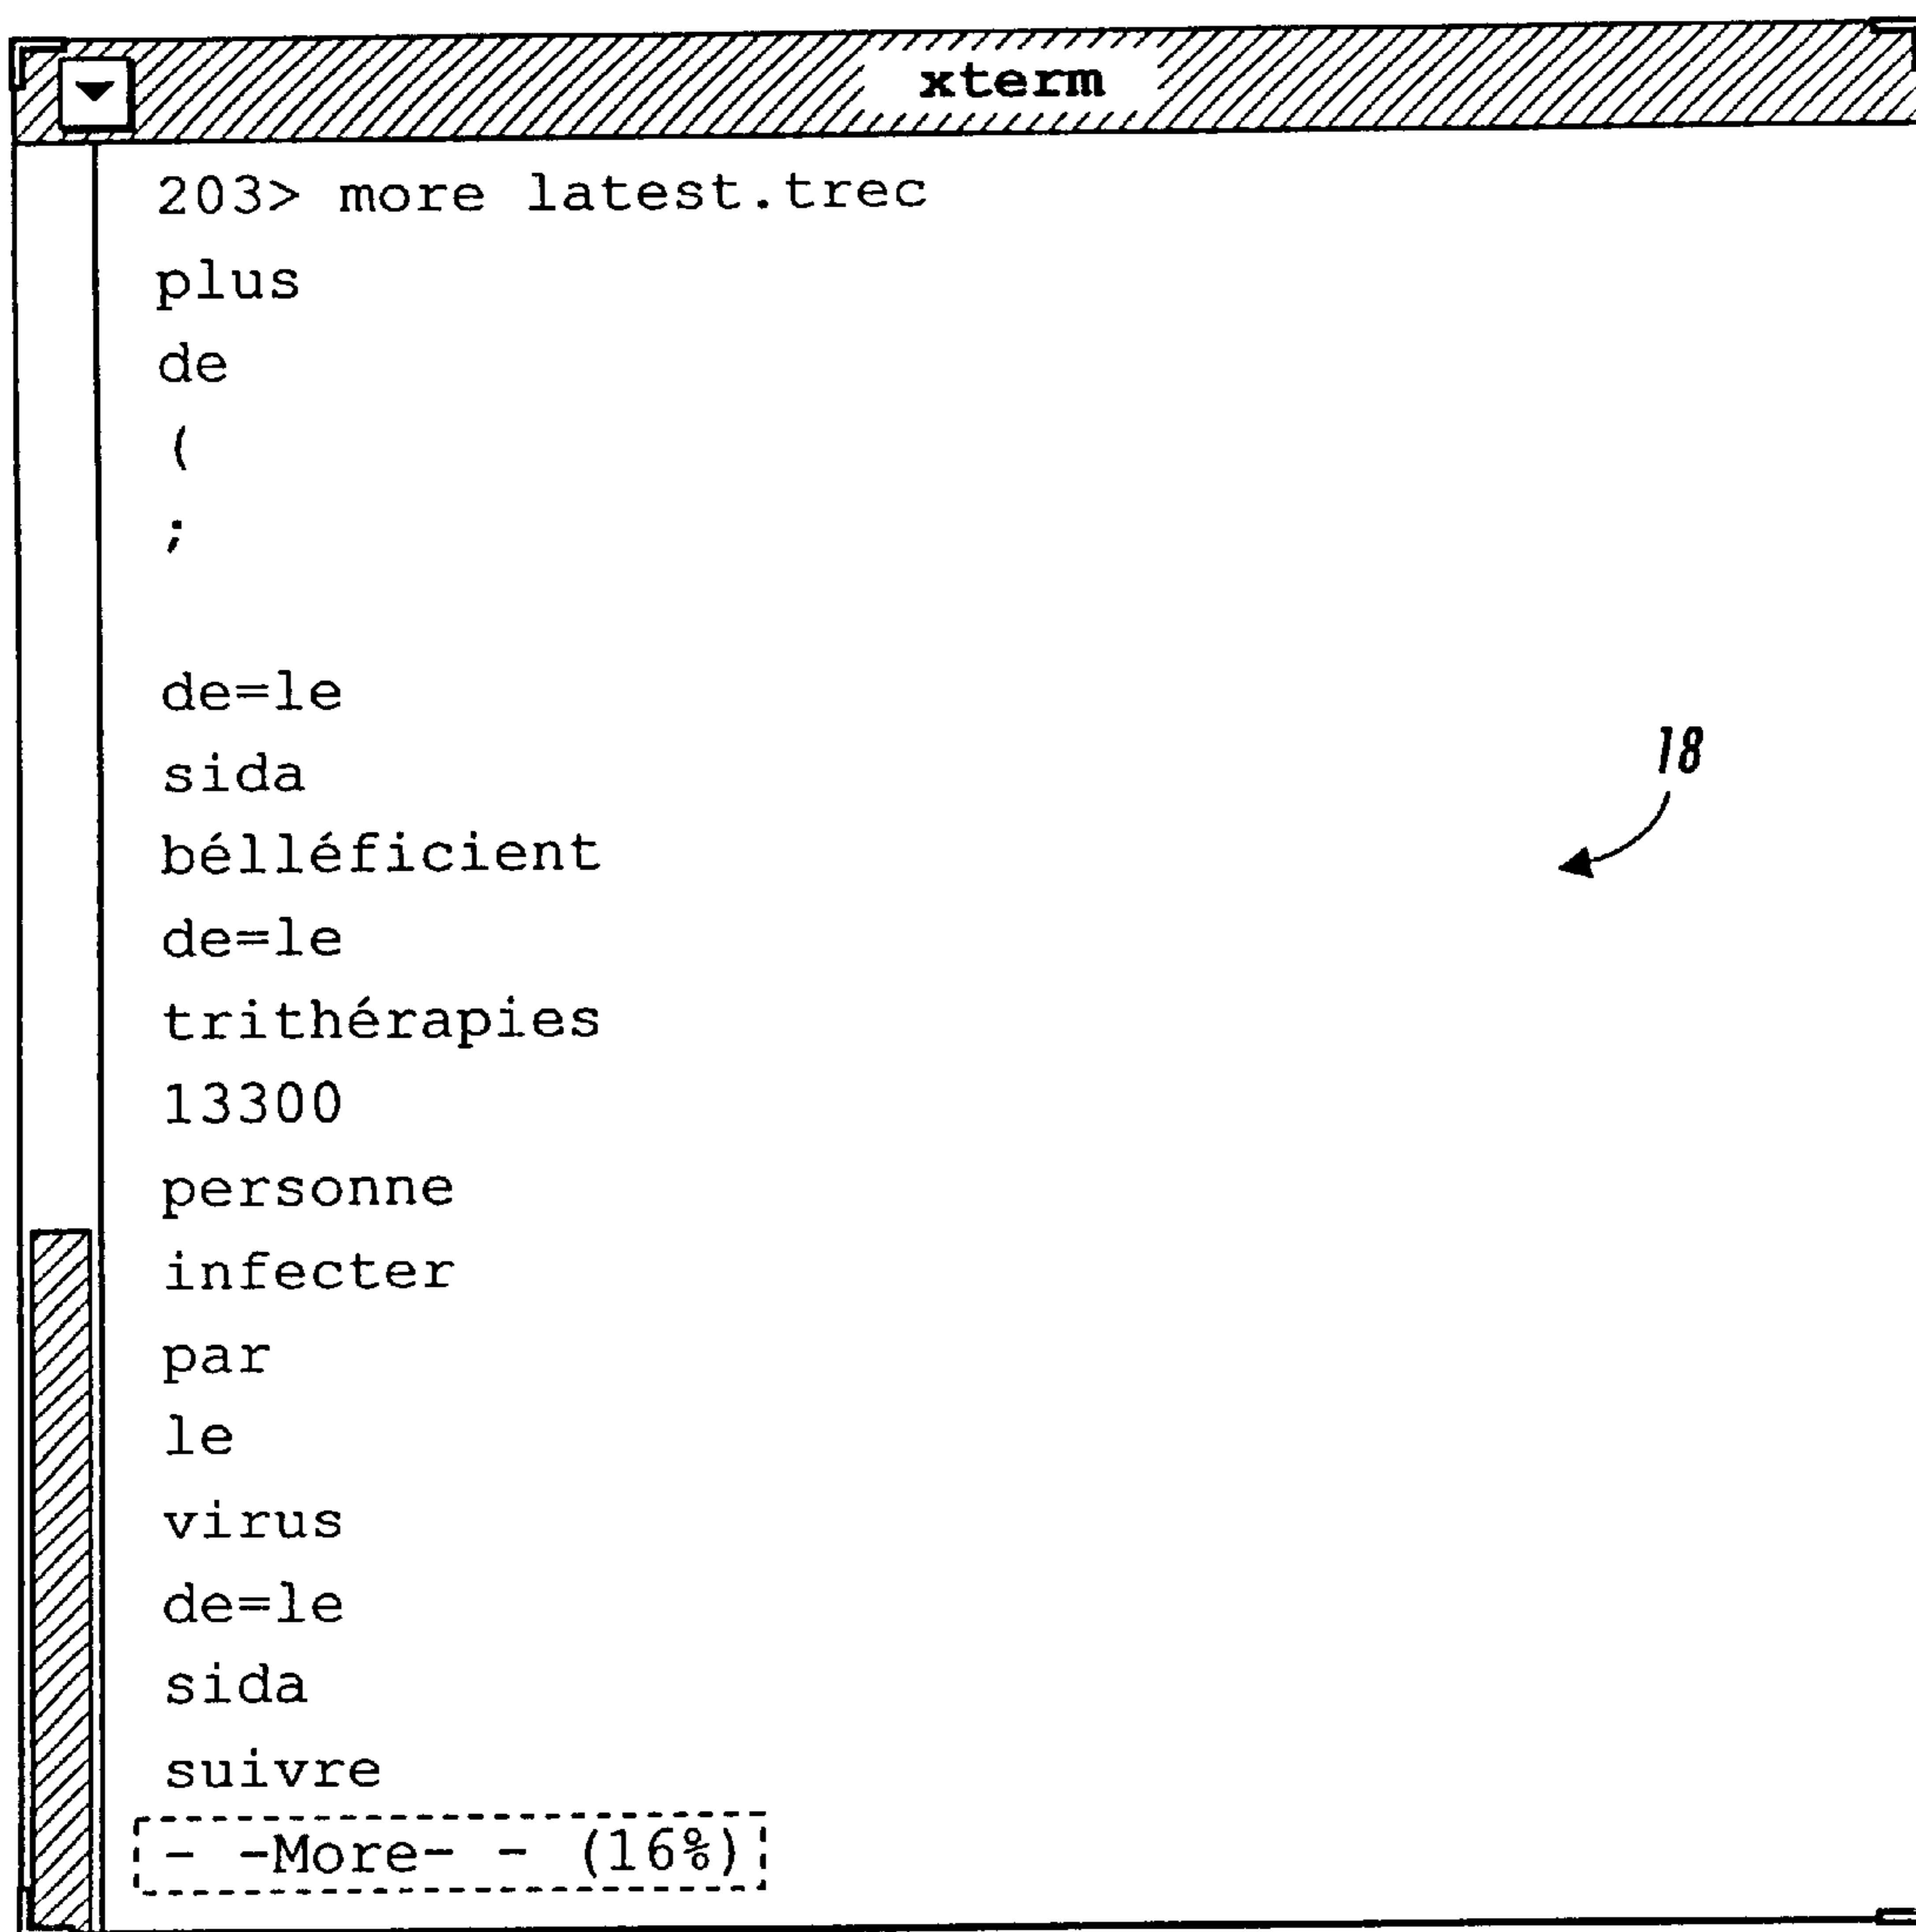 xterm
203> more latest.trec
plus
de
(
;
de=le
sida
bélléficient
de=le
trithérapies
13300
personne
infecter
par
le
virus
de=le
sida
suivre
- -More- - (16%)
18